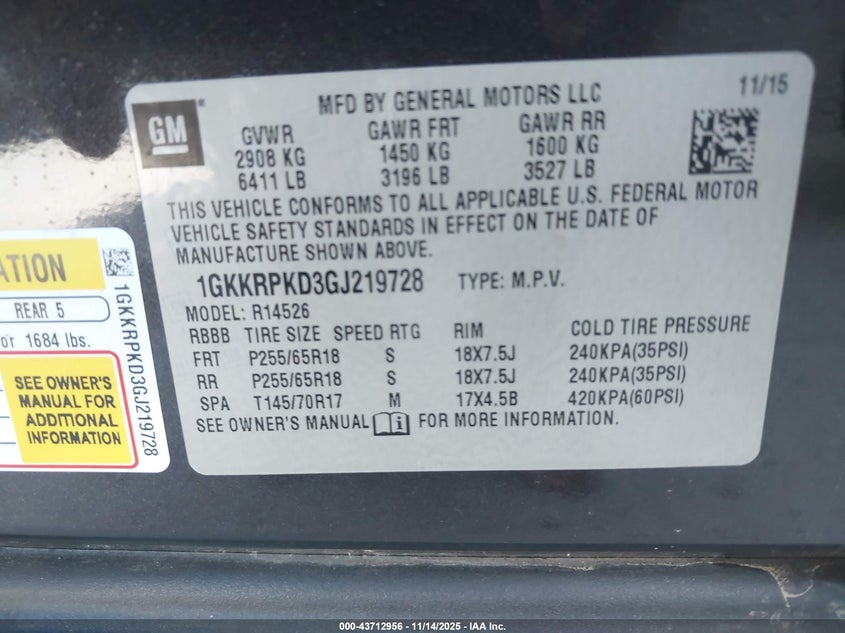 MFD BY GENERAL MOTORS LLC
11/15
GM
®
GVWR GAWR FRT GAWR RR
2908 KG 1450 KG 1600 KG
6411 LB 3196 LB 3527 LB
THIS VEHICLE CONFORMS TO ALL APPLICABLE U.S. FEDERAL MOTOR
VEHICLE SAFETY STANDARDS IN EFFECT ON THE DATE OF
MANUFACTURE SHOWN ABOVE.
1GKKRPKD3GJ219728 TYPE: M.P.V.
MODEL: R14526
RBBB TIRE SIZE SPEED RTG RIM COLD TIRE PRESSURE
FRT P255/65R18 S 18X7.5J 240KPA(35PSI)
RR P255/65R18 S 18X7.5J 240KPA(35PSI)
SPA T145/70R17 M 17X4.5B 420KPA(60PSI)
SEE OWNER'S MANUAL i FOR MORE INFORMATION.
ATION
REAR 5
or 1684 lbs.
SEE OWNER'S
MANUAL FOR
ADDITIONAL
INFORMATION
1GKKRPKD3GJ219728
000-43712956 - 11/14/2025 - IAA Inc.